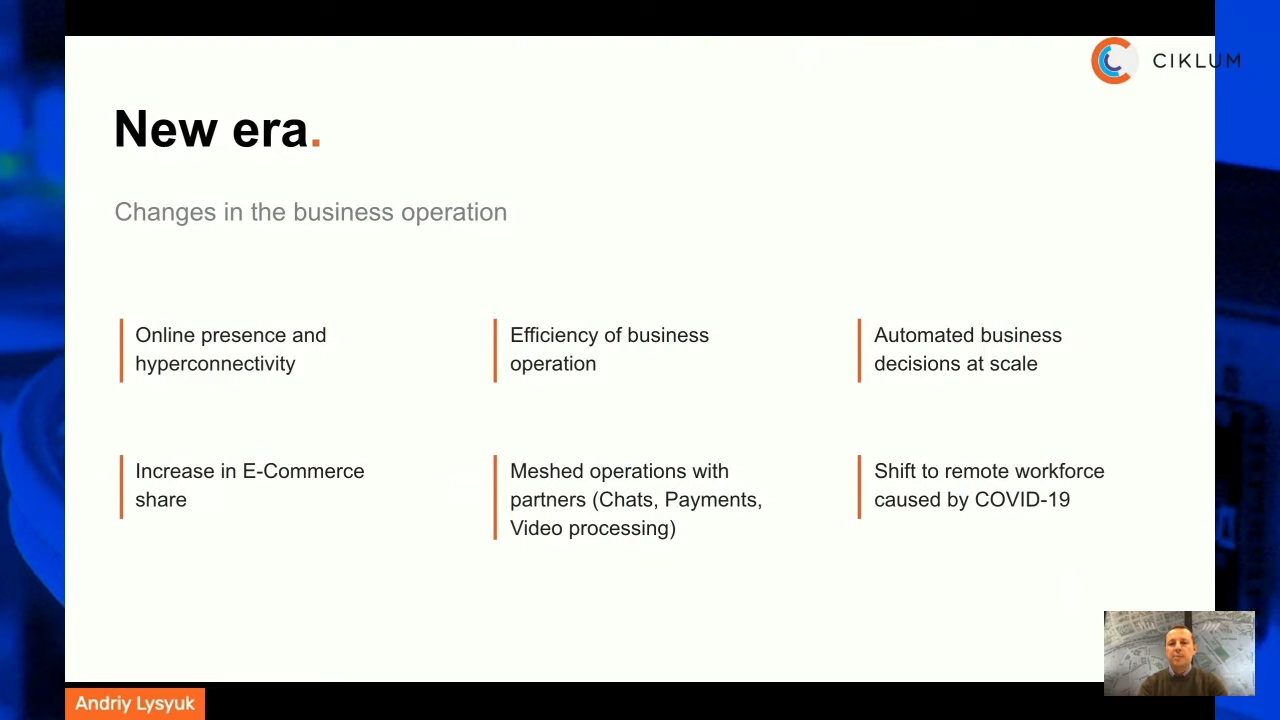 CIKLUM
New era.
Changes in the business operation
Online presence and
hyperconnectivity
Efficiency of business
operation
Automated business
decisions at scale
Increase in E-Commerce
share
Meshed operations with
partners (Chats, Payments,
Video processing)
Shift to remote workforce
caused by COVID-19
Andriy Lysyuk